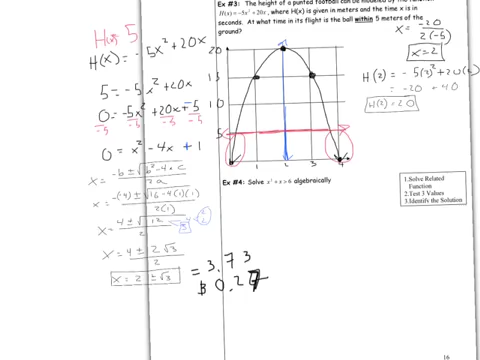 Ex #3: The height of a punted football can be modeled by the function
H(x) = -5x² + 20x, where H(x) is given in meters and the time x is in
seconds. At what time in its flight is the ball within 5 meters of the
ground?
H(x) = -5x² + 20x
5 = -5x² + 20x
0 = -5x² + 20x - 5
-5 -5 -5 -5
0 = x² - 4x + 1
x = -b ± √b² - 4ac
2a
x = -(-4) ± √16 - 4(1)(1)
2(1)
x = 4 ± √12
2
x = 4 ± 2√3
2
x = 2 ± √3
= 3.73
& 0.27
20
15
10
5
1 2 3 4
x = -20
2(-5)
x = 2
H(2) = -5(2)² + 20(2)
= -20 + 40
H(2) = 20
Ex #4: Solve x² + x > 6 algebraically
1.Solve Related
Function
2.Test 3 Values
3.Identify the Solution
16